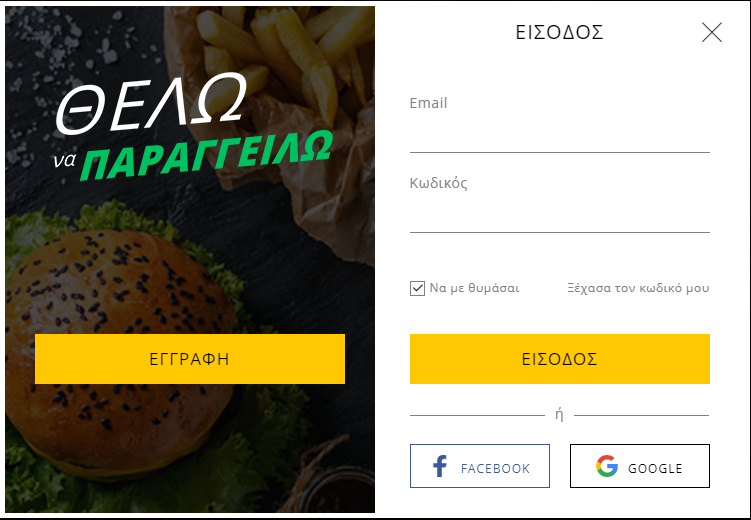 ΘΕΛΩ
να ΠΑΡΑΓΓΕΙΛΩ
ΕΓΓΡΑΦΗ
ΕΙΣΟΔΟΣ
Email
Κωδικός
Να με θυμάσαι
Ξέχασα τον κωδικό μου
ΕΙΣΟΔΟΣ
ή
FACEBOOK
GOOGLE